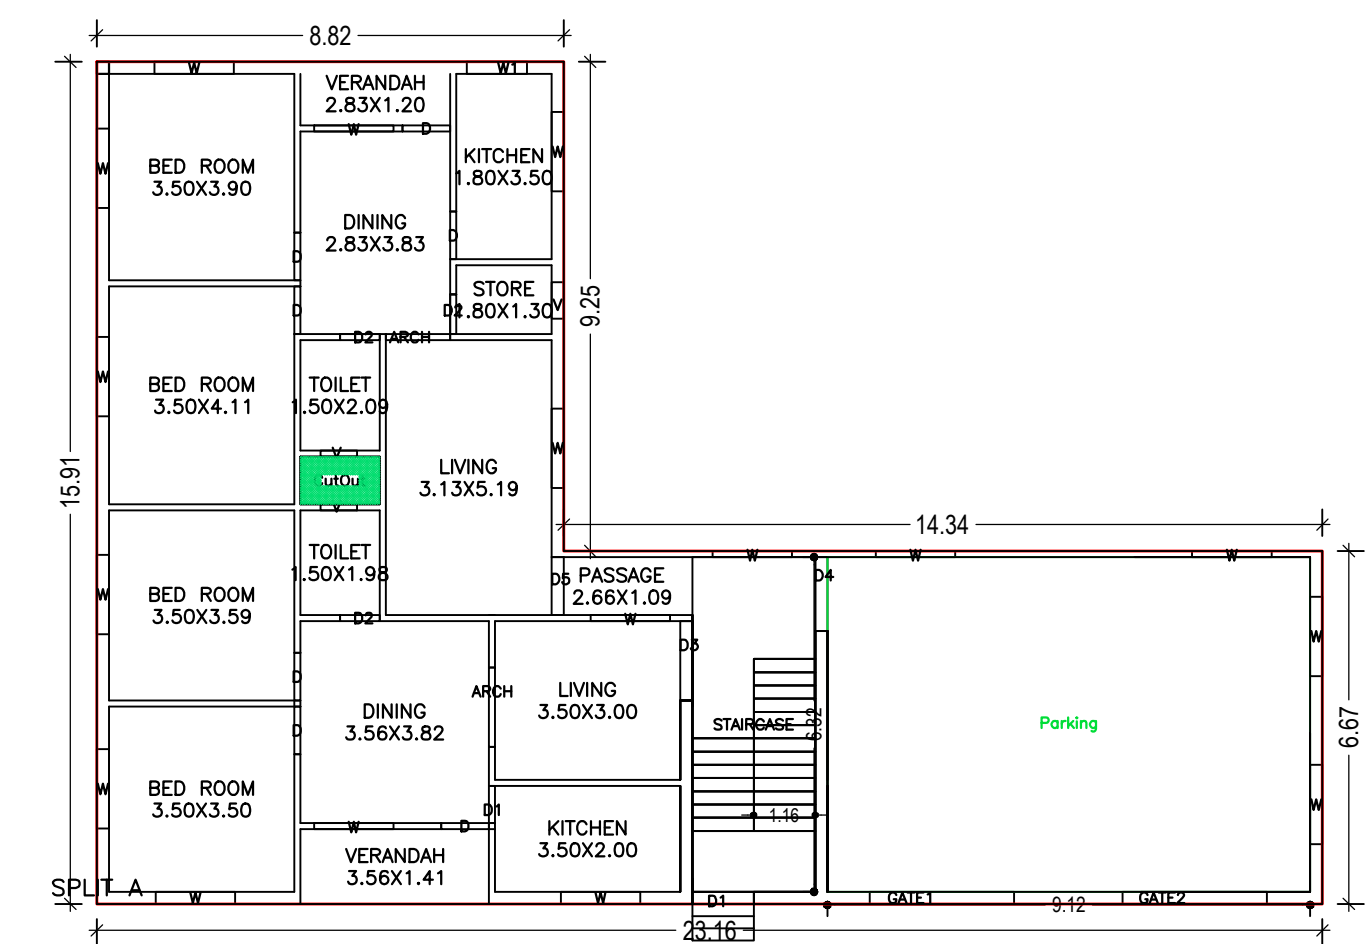 8.82
W
W1
VERANDAH
2.83X1.20
W
D
BED ROOM
3.50X3.90
W
KITCHEN
1.80X3.50
W
DINING
2.83X3.83
D
D
STORE
1.80X1.30
V
D
D2
9.25
D2
ARCH
W
BED ROOM
3.50X4.11
TOILET
1.50X2.09
V
LIVING
3.13X5.19
W
15.91
CutOu
V
14.34
TOILET
1.50X1.98
BED ROOM
3.50X3.59
W
D5
PASSAGE
2.66X1.09
W
W
W
D4
D2
W
W
D3
D
ARCH
LIVING
3.50X3.00
DINING
3.56X3.82
D
STAIRCASE
6.82
Parking
6.67
BED ROOM
3.50X3.50
W
W
D
D1
KITCHEN
3.50X2.00
1.16
W
VERANDAH
3.56X1.41
SPLIT A
W
W
D1
GATE1
9.12
GATE2
23.16